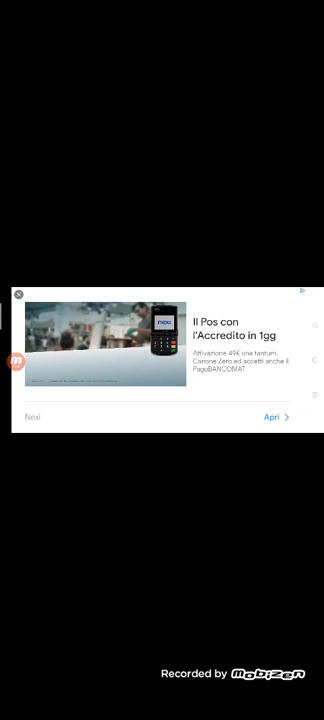 nexi
Il Pos con
l'Accredito in 1gg
Attivazione 49€ una tantum.
Canone Zero ed accetti anche il
PagoBANCOMAT
Nexi
Apri
Recorded by MOBIZEN